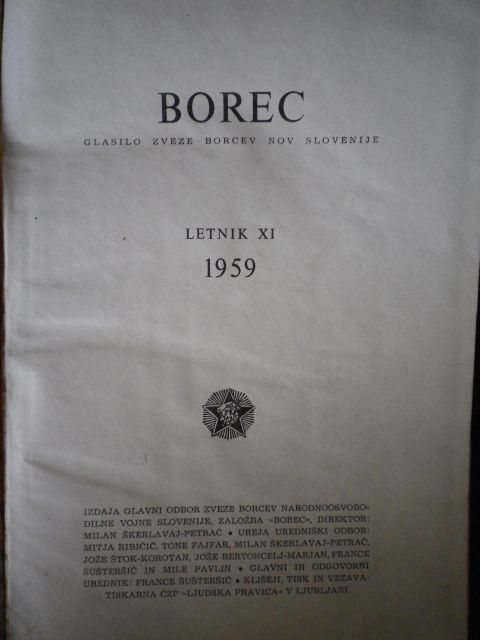 BOREC
GLASILO ZVEZE BORCEV NOV SLOVENIJE
LETNIK XI
1959
IZDAJA GLAVNI ODBOR ZVEZE BORCEV NARODNOOSVOBO-
DILNE VOJNE SLOVENIJE, ZALOŽBA »BOREC«, DIREKTOR:
MILAN ŠKERLAVAJ-PETRAČ • UREJA UREDNIŠKI ODBOR:
MITJA RIBIČIČ, TONE FAJFAR, MILAN ŠKERLAVAJ-PETRAČ,
JOŽE ŠTOK-KOROTAN, JOŽE BERTONCELJ-MARJAN, FRANCE
ŠUŠTERŠIČ IN MILE PAVLIN • GLAVNI IN ODGOVORNI
UREDNIK: FRANCE ŠUŠTERŠIČ • KLIŠEJI, TISK IN VEZAVA:
TISKARNA ČZP »LJUDSKA PRAVICA« V LJUBLJANI